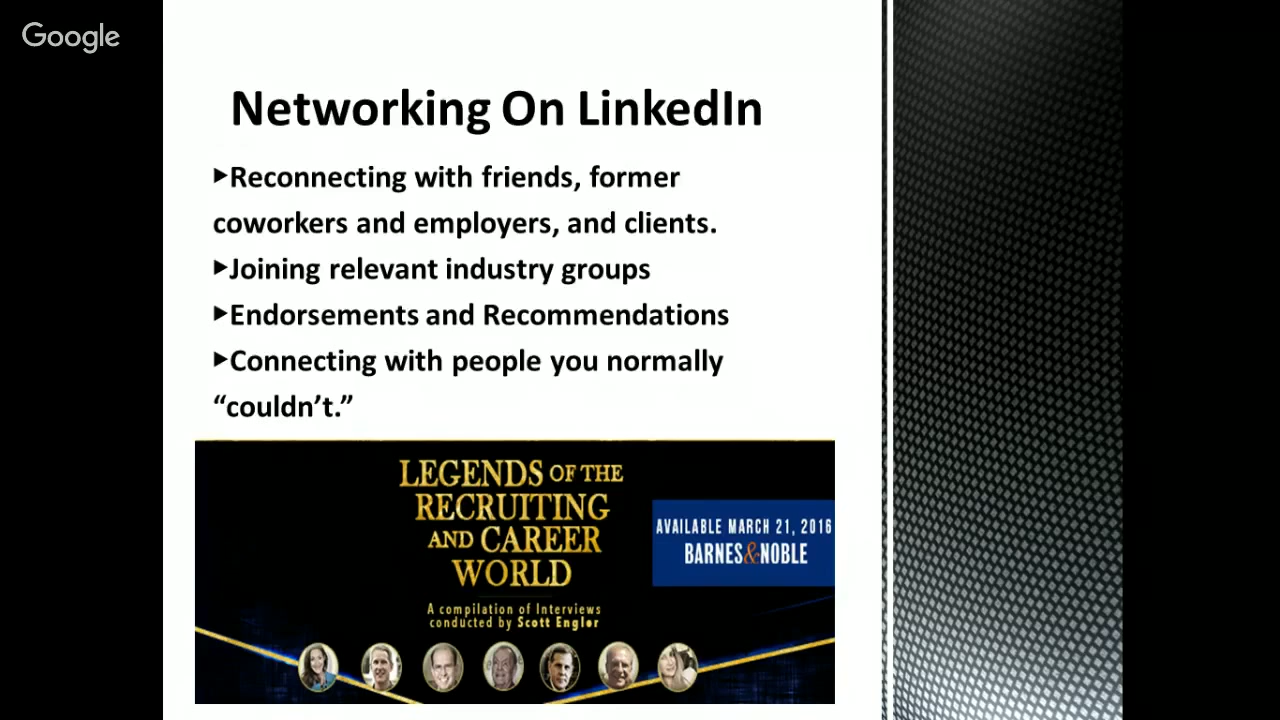 Google
Networking On LinkedIn
▶Reconnecting with friends, former
coworkers and employers, and clients.
▶Joining relevant industry groups
▶Endorsements and Recommendations
▶Connecting with people you normally
“couldn’t.”
LEGENDS OF THE
RECRUITING
AND CAREER
WORLD
AVAILABLE MARCH 21, 2016
BARNES&NOBLE
A compilation of Interviews
conducted by Scott Engler